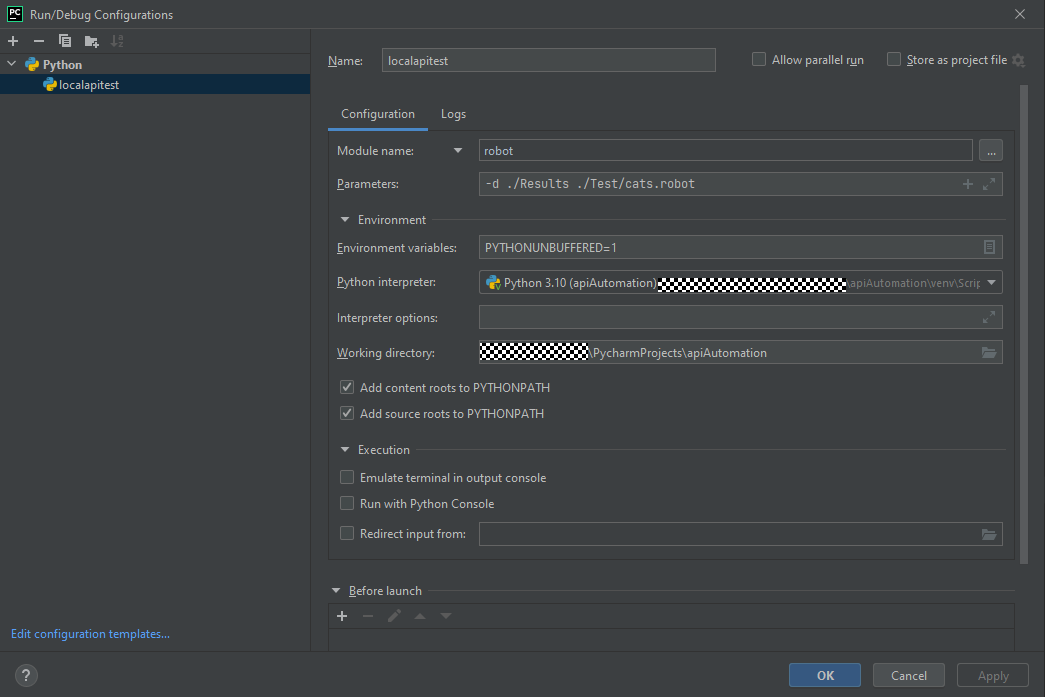 PC Run/Debug Configurations
Python
localapitest
Name: localapitest Allow parallel run Store as project file
Configuration Logs
Module name: robot ...
Parameters: -d ./Results ./Test/cats.robot
Environment
Environment variables: PYTHONUNBUFFERED=1
Python interpreter: Python 3.10 (apiAutomation) \apiAutomation\venv\Scrip
Interpreter options:
Working directory: \PycharmProjects\apiAutomation
Add content roots to PYTHONPATH
Add source roots to PYTHONPATH
Execution
Emulate terminal in output console
Run with Python Console
Redirect input from:
Before launch
Edit configuration templates...
? OK Cancel Apply